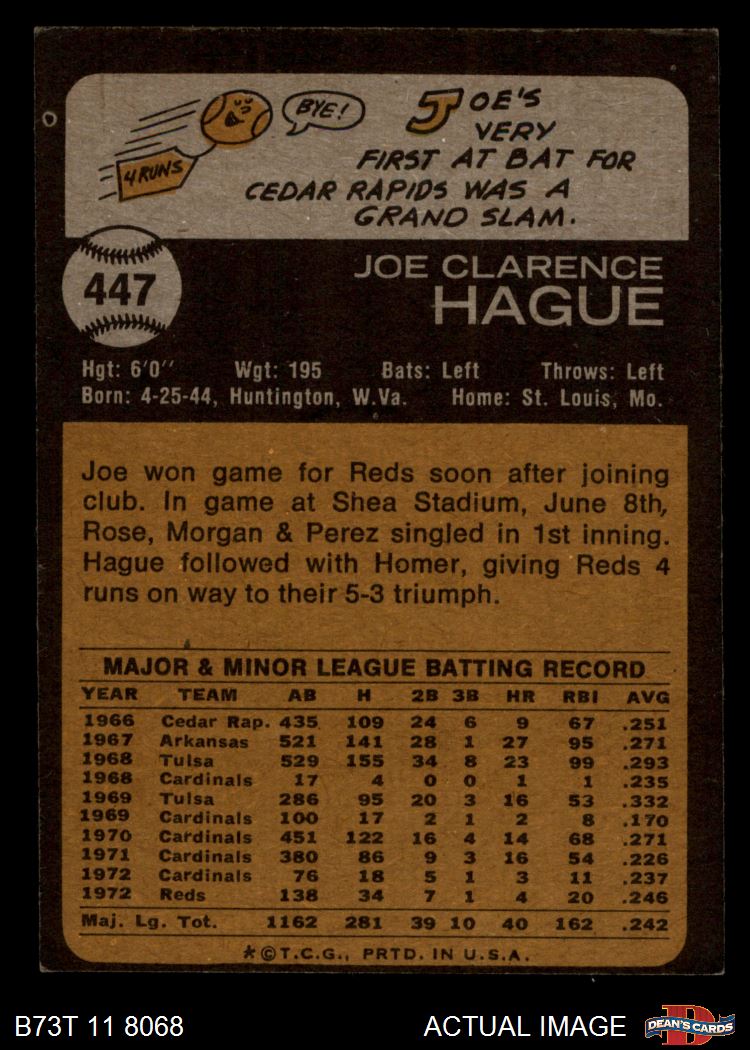 4 RUNS
BYE!
JOE'S
VERY
FIRST AT BAT FOR
CEDAR RAPIDS WAS A
GRAND SLAM.
447
JOE CLARENCE
HAGUE
Hgt: 6'0'' Wgt: 195 Bats: Left Throws: Left
Born: 4-25-44, Huntington, W.Va. Home: St. Louis, Mo.
Joe won game for Reds soon after joining
club. In game at Shea Stadium, June 8th,
Rose, Morgan & Perez singled in 1st inning.
Hague followed with Homer, giving Reds 4
runs on way to their 5-3 triumph.
MAJOR & MINOR LEAGUE BATTING RECORD
YEAR TEAM AB H 2B 3B HR RBI AVG
1966 Cedar Rap. 435 109 24 6 9 67 .251
1967 Arkansas 521 141 28 1 27 95 .271
1968 Tulsa 529 155 34 8 23 99 .293
1968 Cardinals 17 4 0 0 1 1 .235
1969 Tulsa 286 95 20 3 16 53 .332
1969 Cardinals 100 17 2 1 2 8 .170
1970 Cardinals 451 122 16 4 14 68 .271
1971 Cardinals 380 86 9 3 16 54 .226
1972 Cardinals 76 18 5 1 3 11 .237
1972 Reds 138 34 7 1 4 20 .246
Maj. Lg. Tot. 1162 281 39 10 40 162 .242
*©T.C.G., PRTD. IN U.S.A.
B73T 11 8068 ACTUAL IMAGE D DEAN'S CARDS